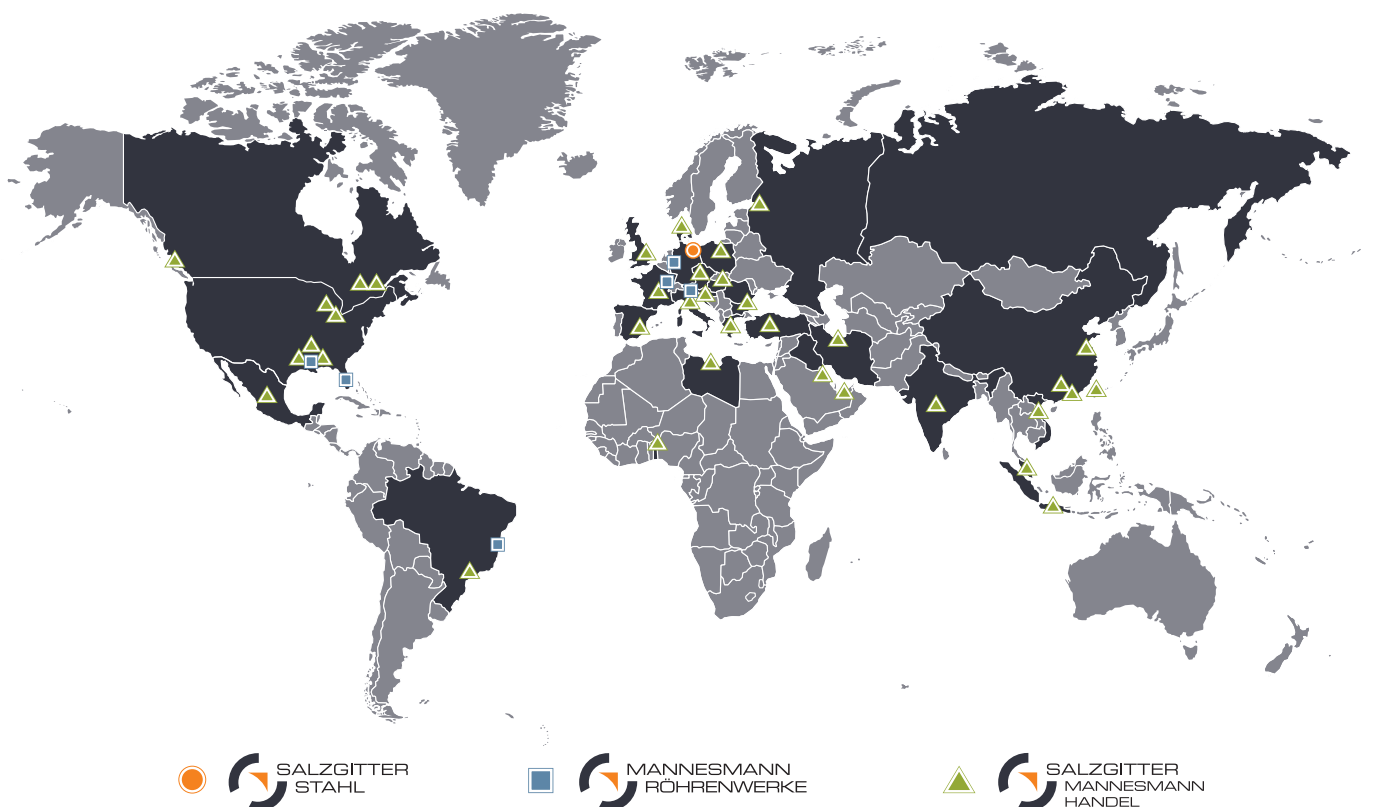 SALZGITTER
STAHL
MANNESMANN
RÖHRENWERKE
SALZGITTER
MANNESMANN
HANDEL